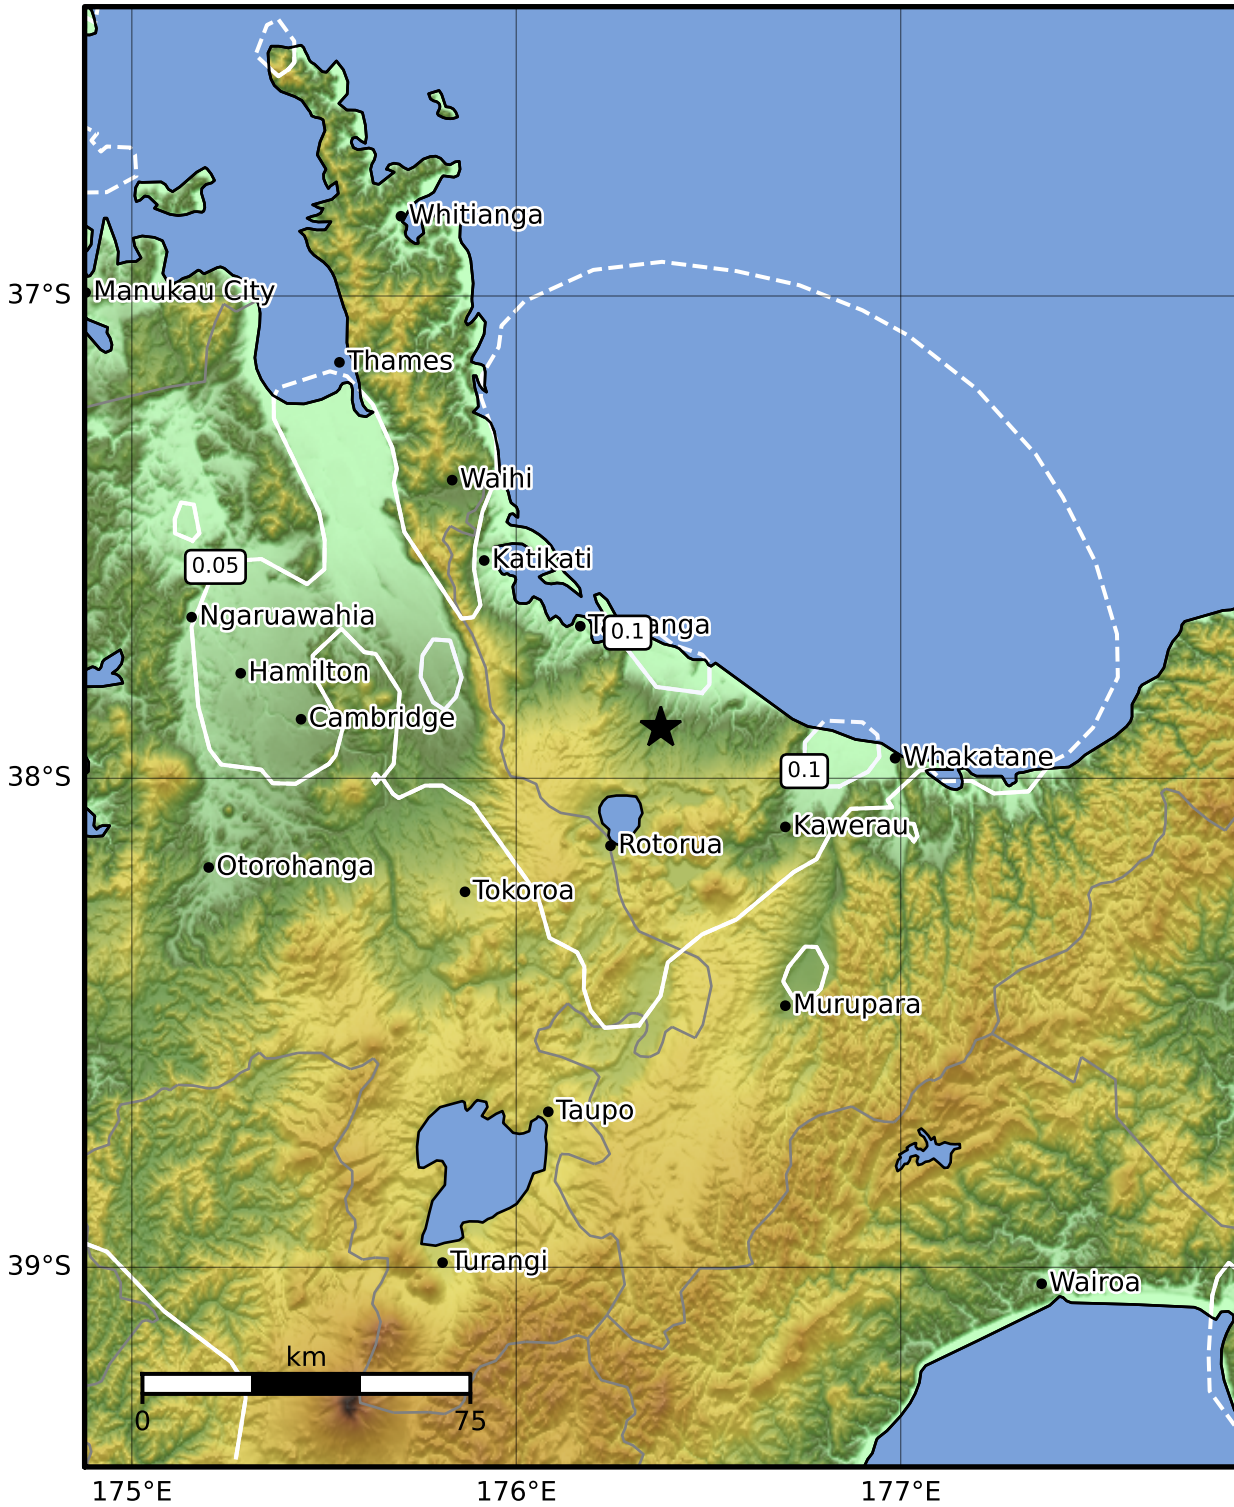 Whitianga
Manukau City
37°S
Thames
Waihi
Katikati
0.05
Ngaruawahia
0.1
Hamilton
Cambridge
Whakatane
0.1
38°S
Kawerau
Rotorua
Otorohanga
Tokoroa
Murupara
Taupo
Turangi
39°S
Wairoa
km
0 75
175°E 176°E 177°E